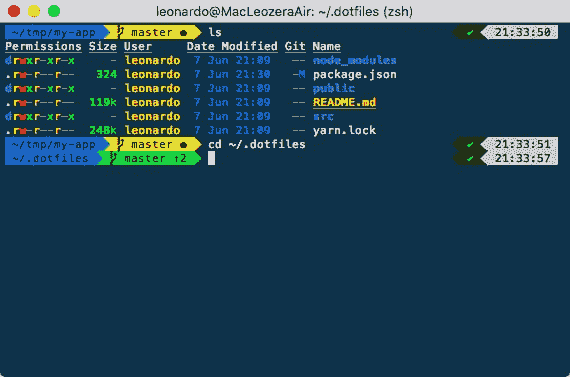 leonardo@MacLeozeraAir: ~/.dotfiles (zsh)
~/tmp/my-app master ● ls ✔ 21:33:50
Permissions Size User Date Modified Git Name
drwxr-xr-x - leonardo 7 Jun 21:09 -- node_modules
.rw-r--r-- 324 leonardo 7 Jun 21:30 -M package.json
drwxr-xr-x - leonardo 7 Jun 21:09 -- public
.rw-r--r-- 119k leonardo 7 Jun 21:09 -- README.md
drwxr-xr-x - leonardo 7 Jun 21:09 -- src
.rw-r--r-- 248k leonardo 7 Jun 21:09 -- yarn.lock
~/tmp/my-app master ● cd ~/.dotfiles ✔ 21:33:51
~/.dotfiles master ↑2 ✔ 21:33:57